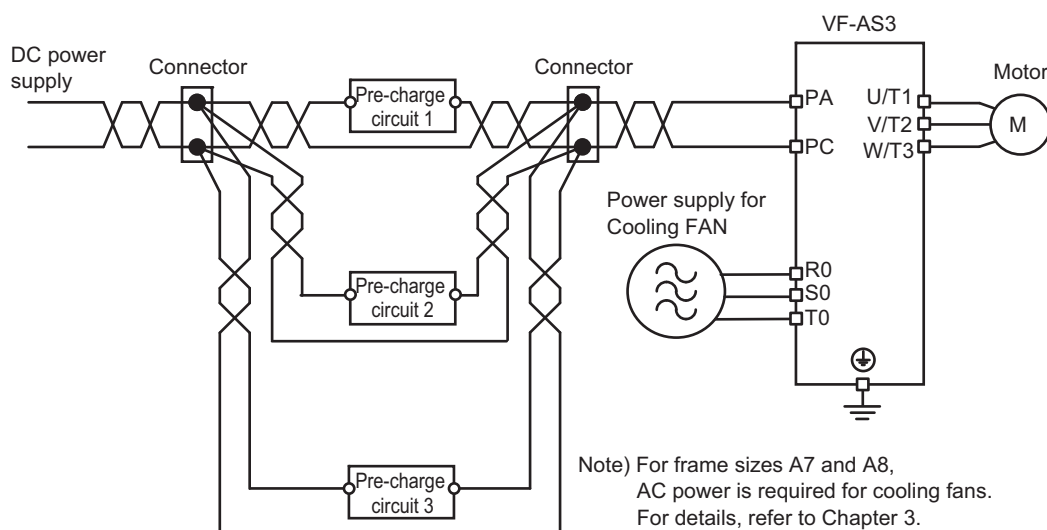 VF-AS3
DC power
supply
Connector
Connector
Motor
Pre-charge
circuit 1
PA
U/T1
V/T2
M
PC
W/T3
Power supply for
Cooling FAN
R0
Pre-charge
circuit 2
S0
T0
Pre-charge
circuit 3
Note) For frame sizes A7 and A8,
AC power is required for cooling fans.
For details, refer to Chapter 3.